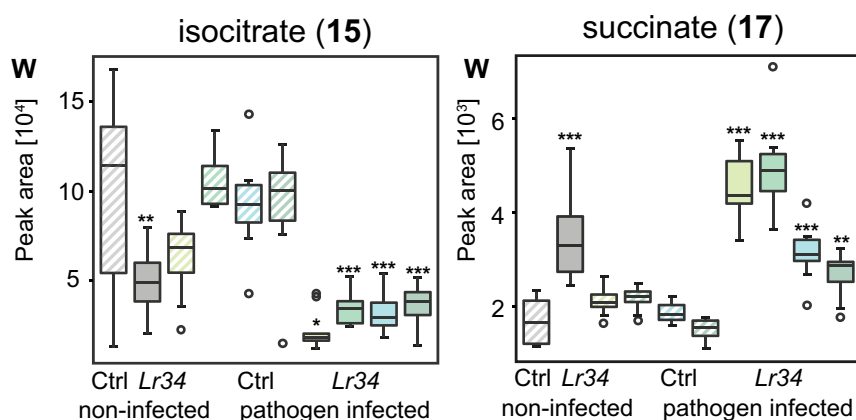 isocitrate (15)
W
Peak area [10⁴]
15
10
5
**
*
***
***
***
Ctrl Lr34 Ctrl Lr34
non-infected pathogen infected
succinate (17)
W
Peak area [10³]
6
4
2
***
***
***
***
**
Ctrl Lr34 Ctrl Lr34
non-infected pathogen infected